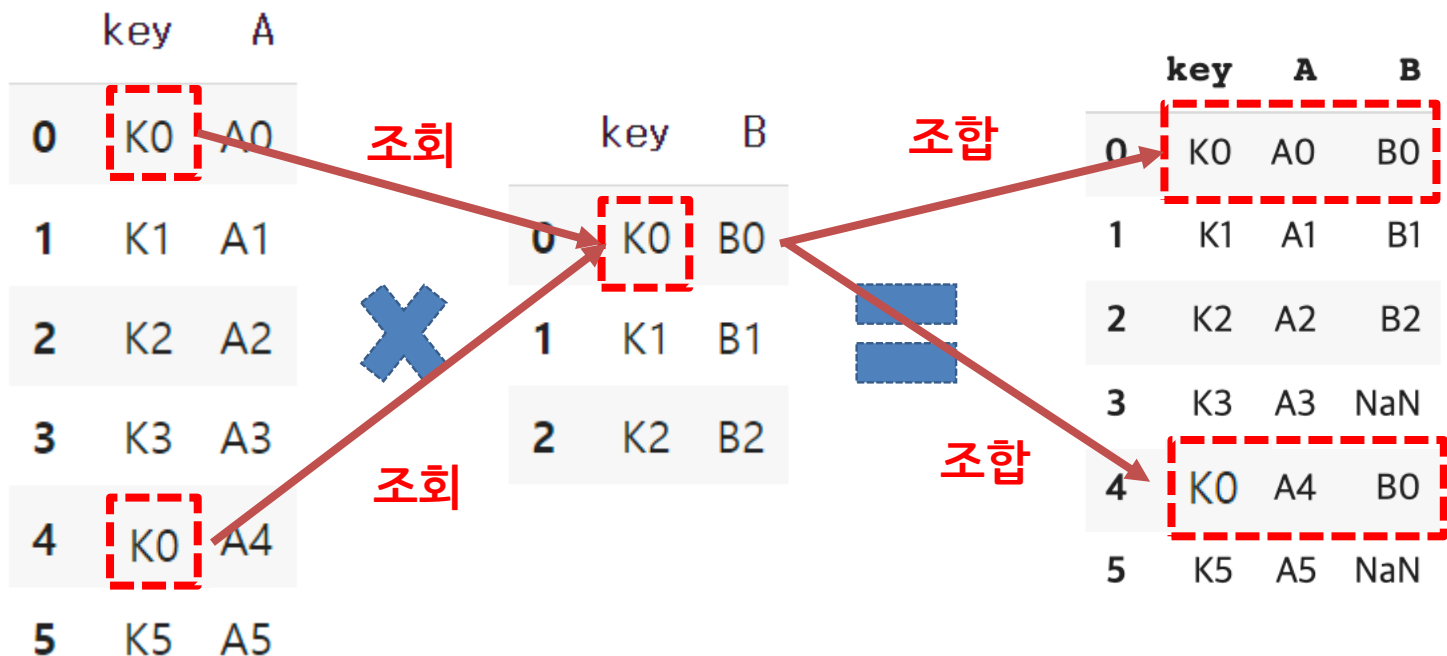 key A
0 K0 A0
1 K1 A1
2 K2 A2
3 K3 A3
4 K0 A4
5 K5 A5
조회
조회
key B
0 K0 B0
1 K1 B1
2 K2 B2
조합
조합
key A B
0 K0 A0 B0
1 K1 A1 B1
2 K2 A2 B2
3 K3 A3 NaN
4 K0 A4 B0
5 K5 A5 NaN